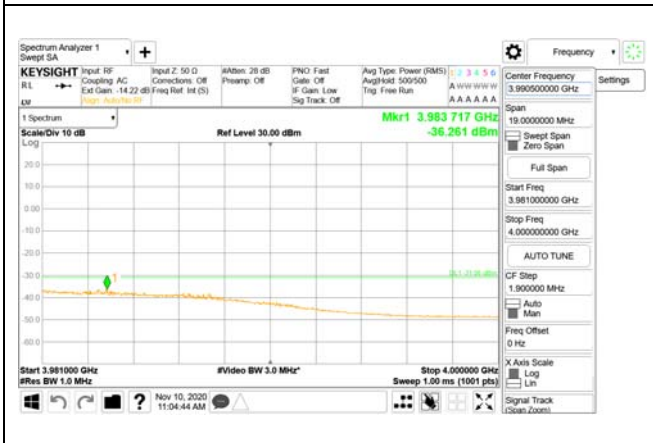 Spectrum Analyzer 1
Swept SA
Frequency
KEYSIGHT
Input: RF
Coupling: AC
Ext Gain: -14.22 dB
Align: Auto/No RF
Input Z: 50 Ω
Corrections: Off
Freq Ref: Int (S)
#Atten: 28 dB
Preamp: Off
PNO: Fast
Gate: Off
IF Gain: Low
Sig Track: Off
Avg Type: Power (RMS)
Avg|Hold: 500/500
Trig: Free Run
1 2 3 4 5 6
A W W W W W
A A A A A A
RL
1 Spectrum
Scale/Div 10 dB
Log
Ref Level 30.00 dBm
Mkr1 3.983 717 GHz
-36.261 dBm
20.0
10.0
0.00
-10.0
-20.0
-30.0
-40.0
-50.0
-60.0
1
Start 3.981000 GHz
#Res BW 1.0 MHz
#Video BW 3.0 MHz*
Stop 4.000000 GHz
Sweep 1.00 ms (1001 pts)
Nov 10, 2020
11:04:44 AM
Center Frequency
3.990500000 GHz
Settings
Span
19.0000000 MHz
Swept Span
Zero Span
Full Span
Start Freq
3.981000000 GHz
Stop Freq
4.000000000 GHz
AUTO TUNE
CF Step
1.900000 MHz
Auto
Man
Freq Offset
0 Hz
X Axis Scale
Log
Lin
Signal Track
(Span Zoom)